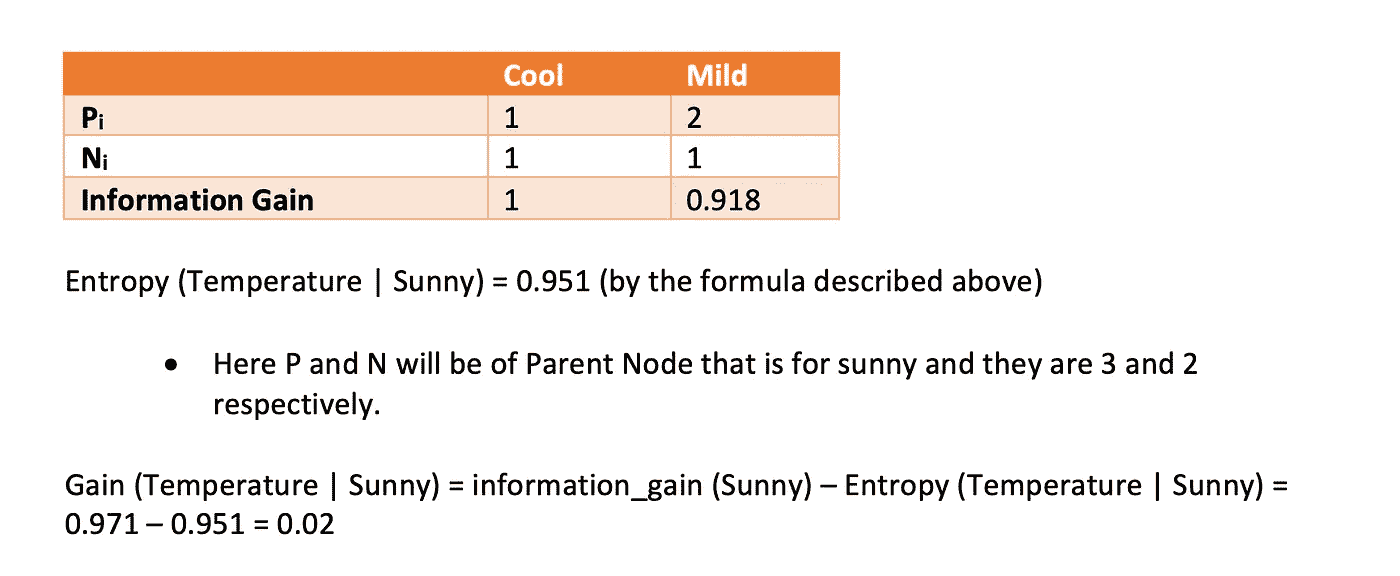 Cool Mild
Pi 1 2
Ni 1 1
Information Gain 1 0.918
Entropy (Temperature | Sunny) = 0.951 (by the formula described above)
• Here P and N will be of Parent Node that is for sunny and they are 3 and 2
respectively.
Gain (Temperature | Sunny) = information_gain (Sunny) – Entropy (Temperature | Sunny) =
0.971 – 0.951 = 0.02